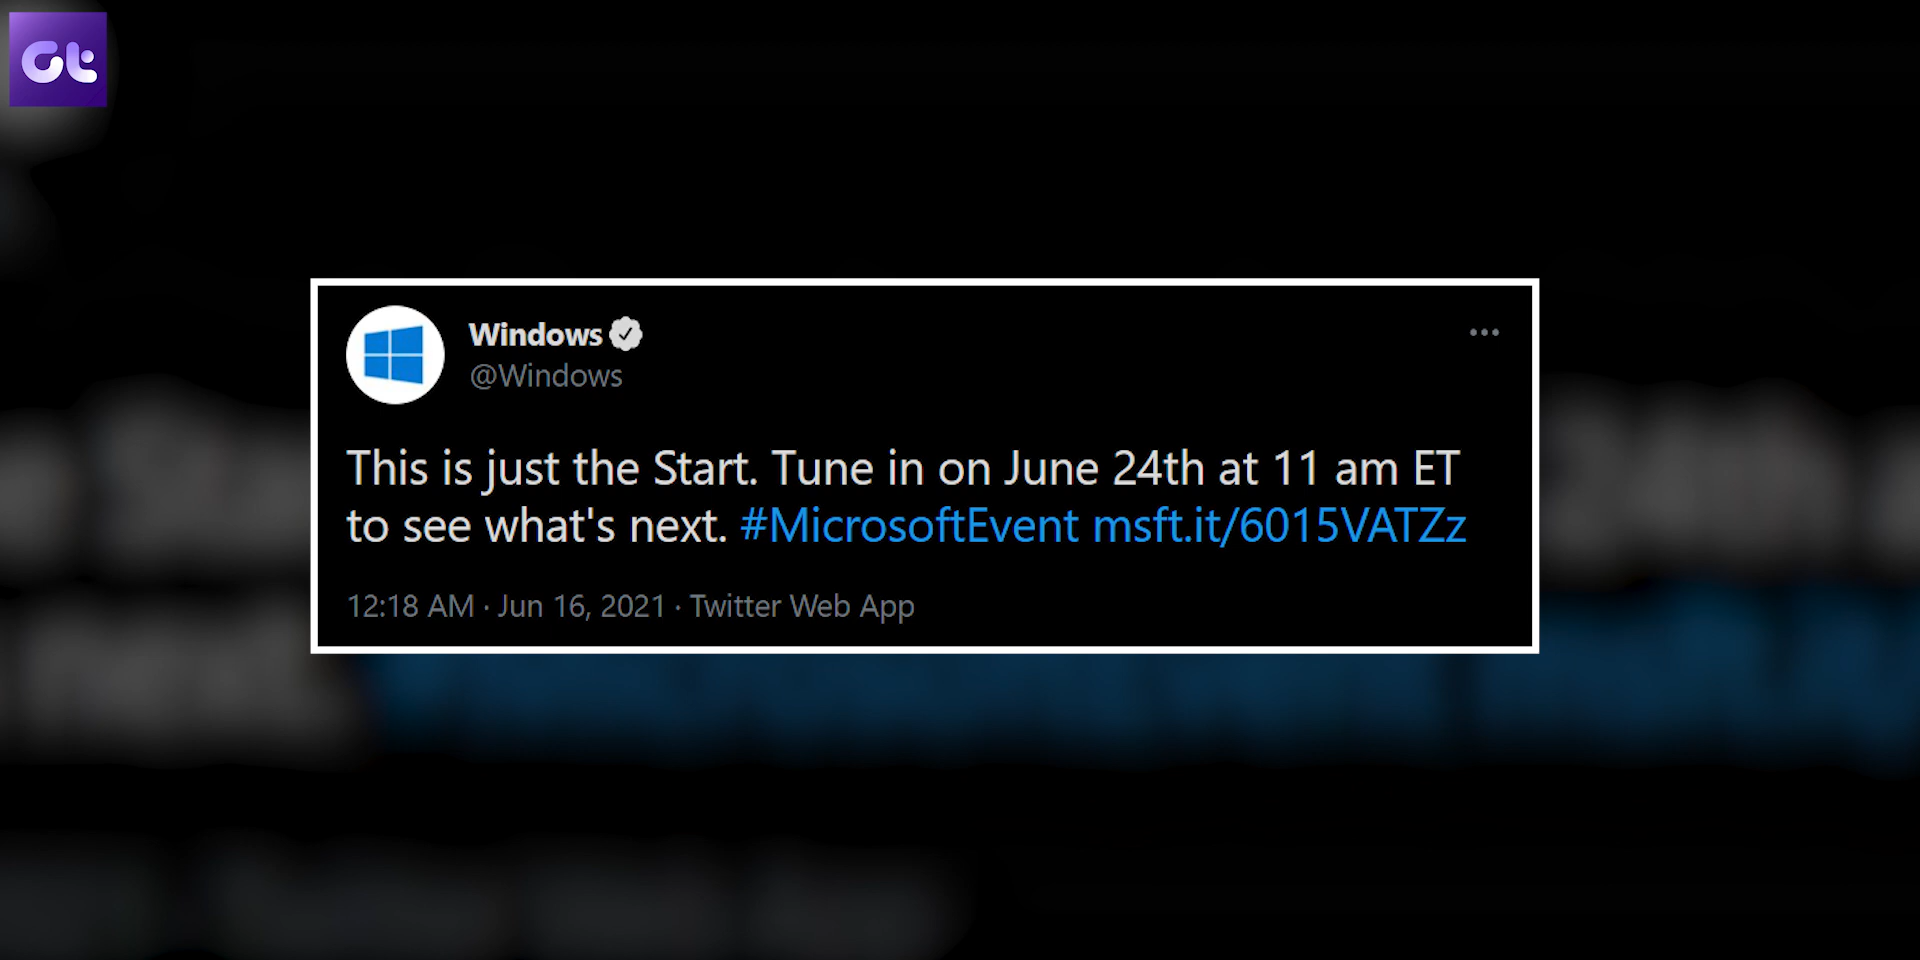 Gt
Windows
@Windows
This is just the Start. Tune in on June 24th at 11 am ET
to see what's next. #MicrosoftEvent msft.it/6015VATZz
12:18 AM · Jun 16, 2021 · Twitter Web App